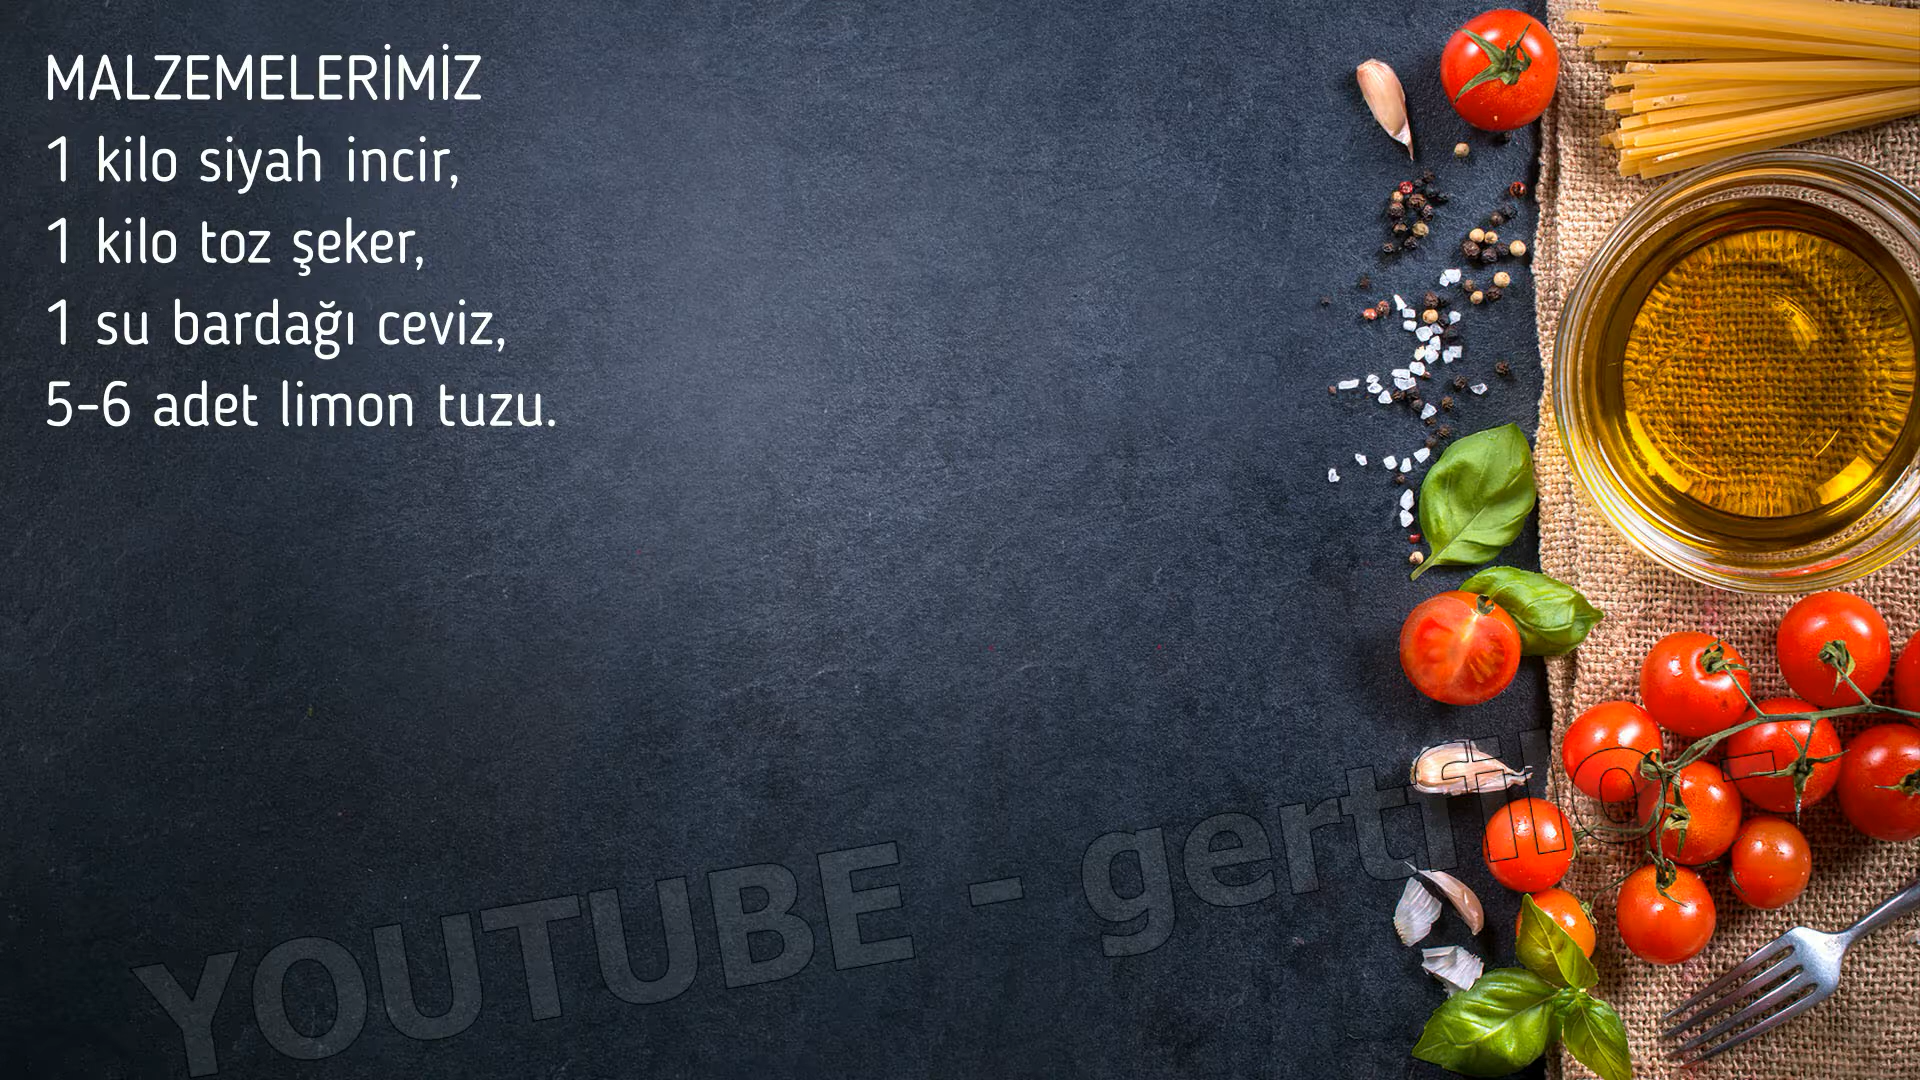 MALZEMELERİMİZ
1 kilo siyah incir,
1 kilo toz şeker,
1 su bardağı ceviz,
5-6 adet limon tuzu.
YOUTUBE - gertfilo -